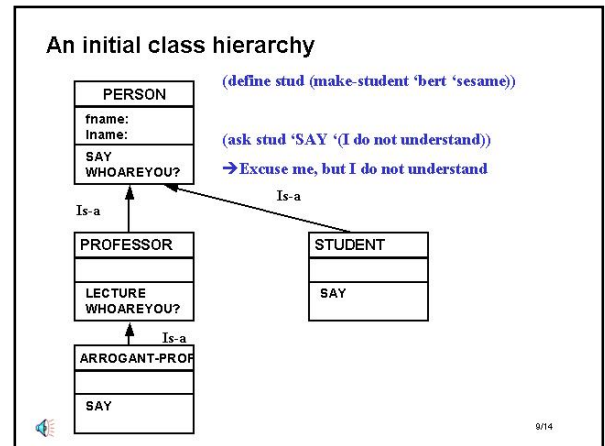 An initial class hierarchy
PERSON
fname:
lname:
SAY
WHOAREYOU?
(define stud (make-student ‘bert ‘sesame))
(ask stud ‘SAY ‘(I do not understand))
→Excuse me, but I do not understand
Is-a
Is-a
PROFESSOR
LECTURE
WHOAREYOU?
STUDENT
SAY
Is-a
ARROGANT-PROF
SAY
9/14